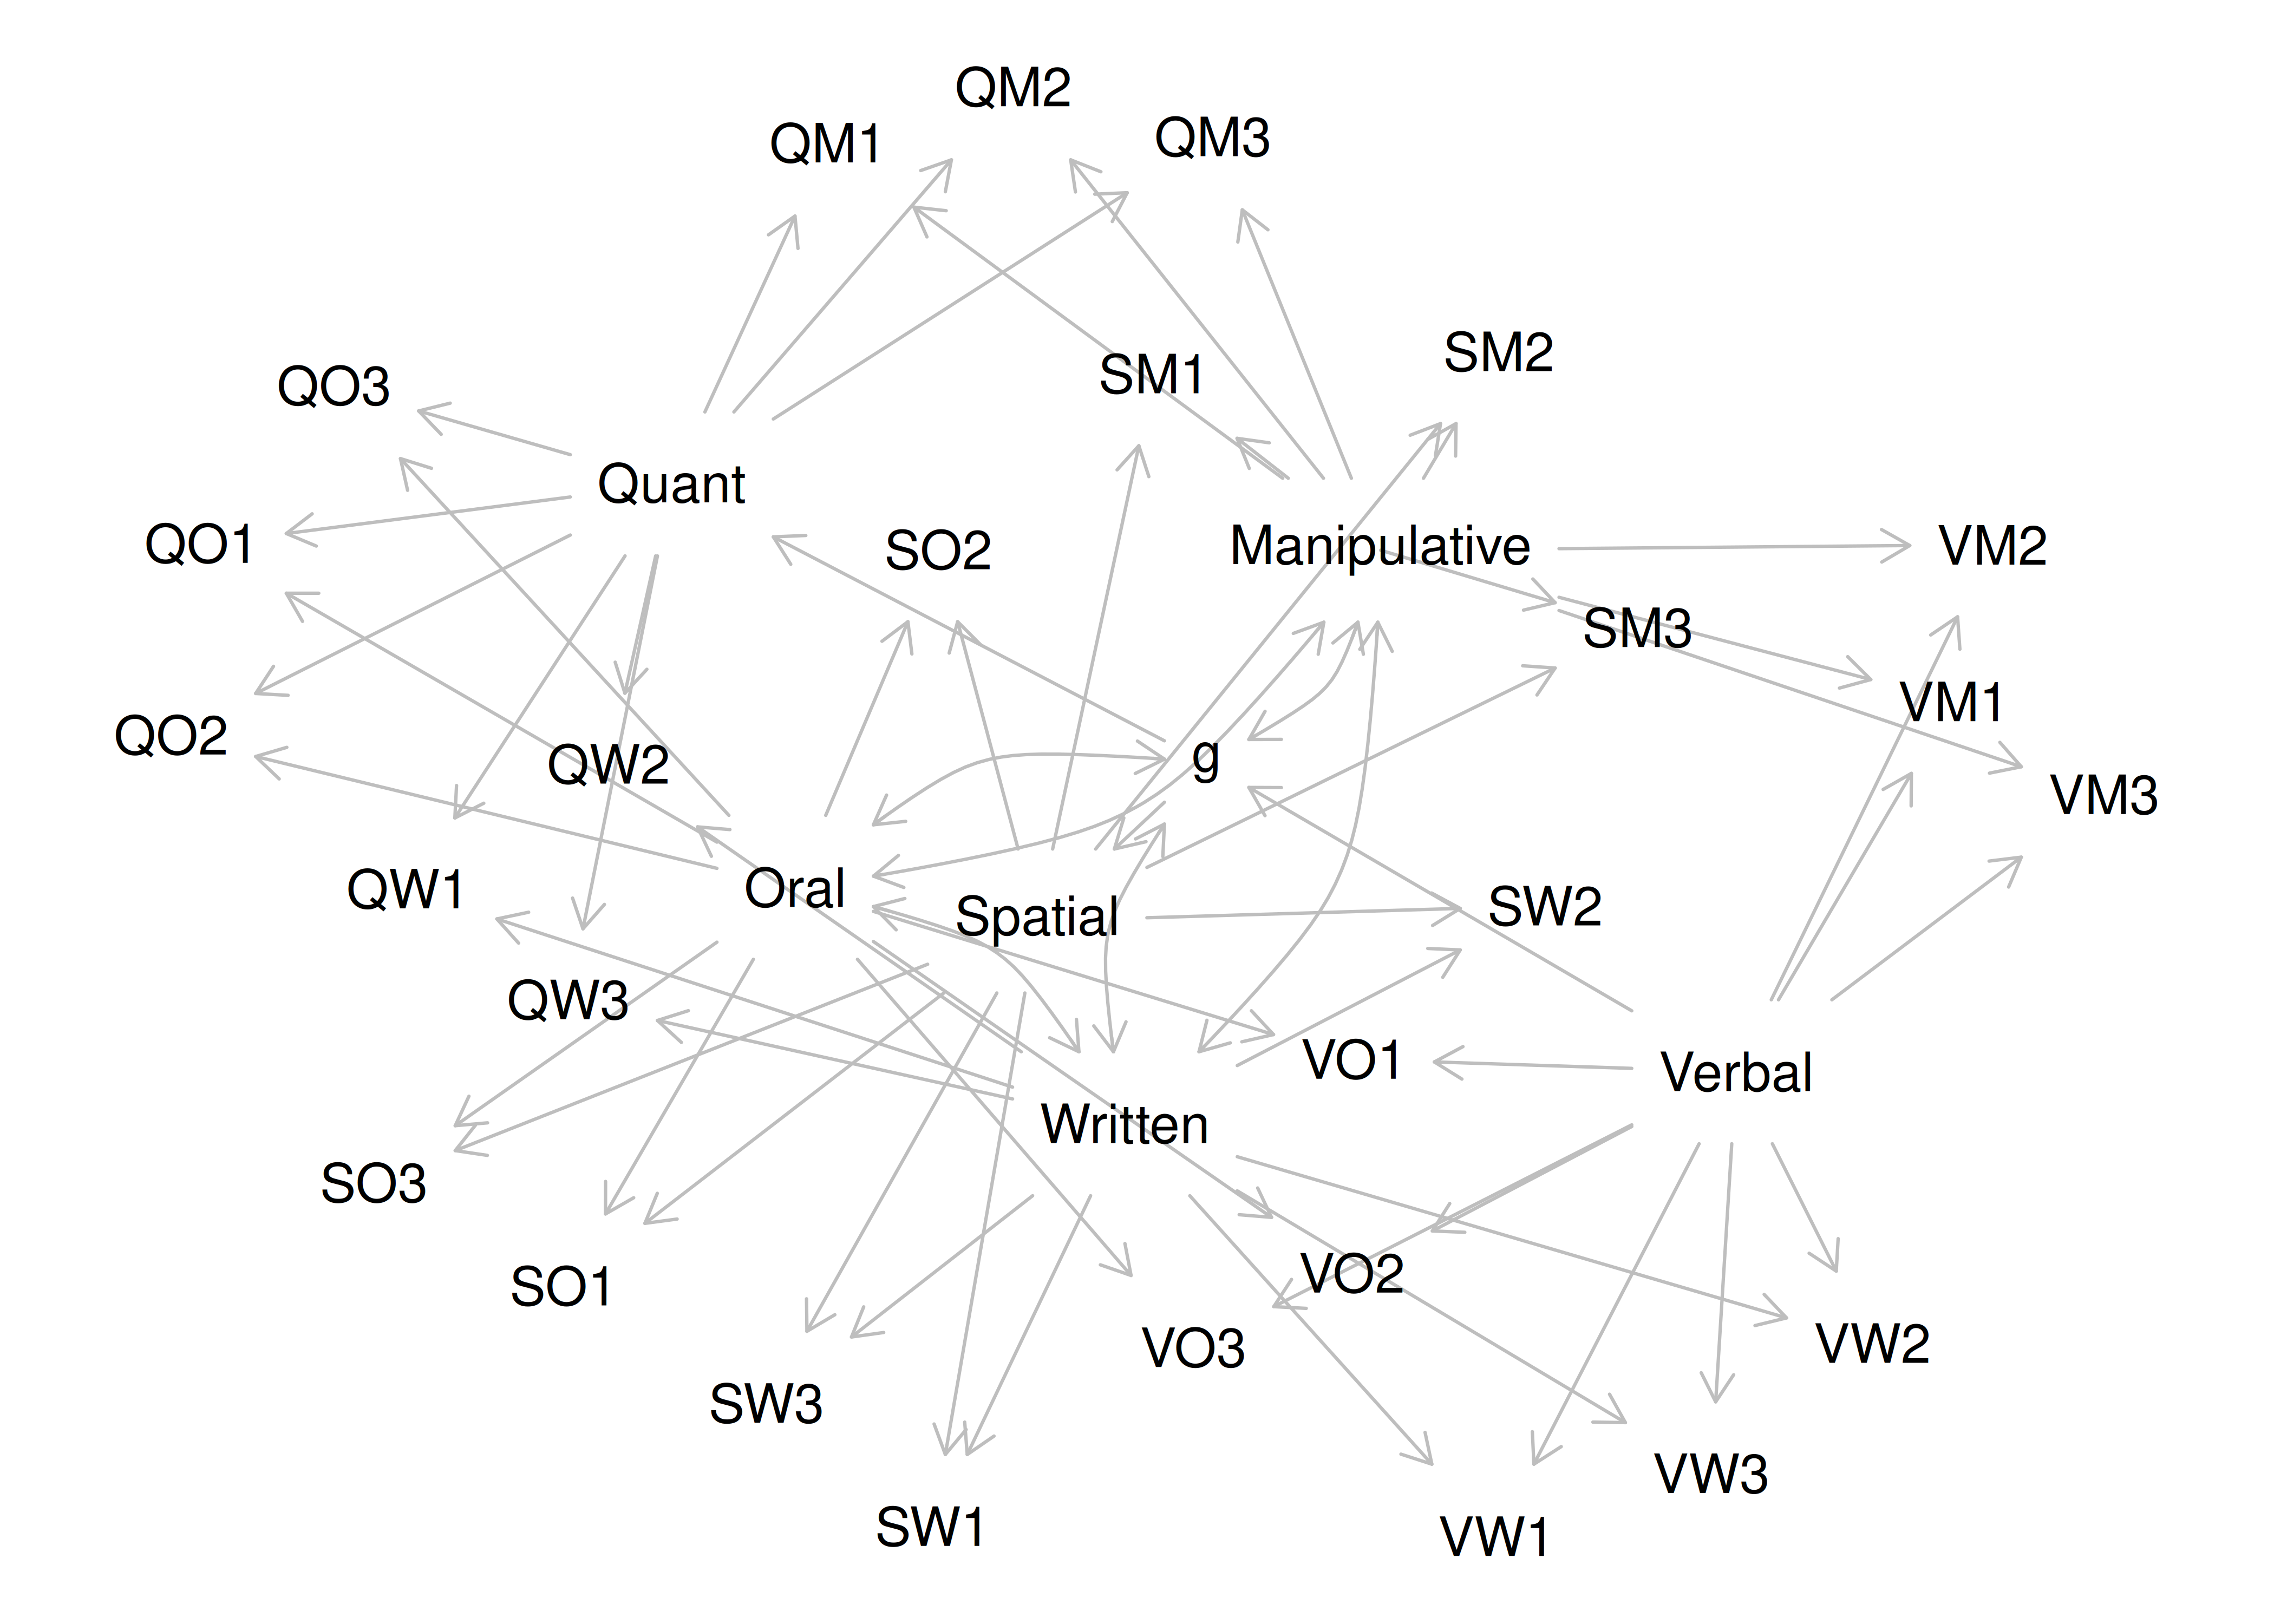 QM2
QM1
QM3
SM2
SM1
QO3
Quant
QO1
SO2
Manipulative
VM2
SM3
VM1
QO2
QW2
g
VM3
QW1
Oral
Spatial
SW2
QW3
VO1
Verbal
Written
SO3
SO1
VO2
VO3
VW2
SW3
VW3
SW1
VW1